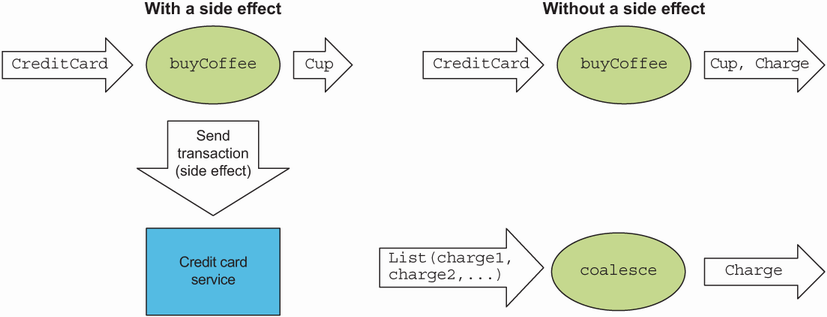 With a side effect
CreditCard
buyCoffee
Cup
Send
transaction
(side effect)
Credit card
service
Without a side effect
CreditCard
buyCoffee
Cup, Charge
List(charge1,
charge2,...)
coalesce
Charge